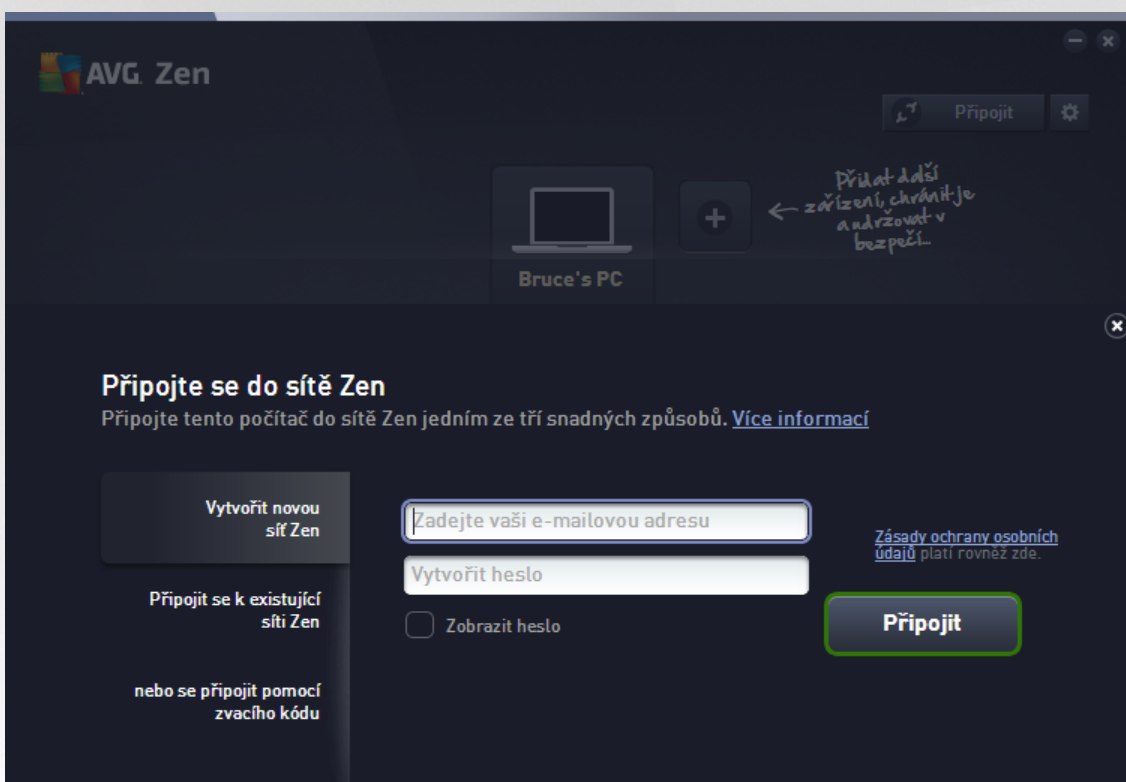 AVG. Zen
Připojit
Přidat další
zařízení, chránit je
a udržovat v
bezpečí...
Bruce's PC
Připojte se do sítě Zen
Připojte tento počítač do sítě Zen jedním ze tří snadných způsobů. Více informací
Vytvořit novou
síť Zen
Připojit se k existující
síti Zen
nebo se připojit pomocí
zvacího kódu
Zadejte vaši e-mailovou adresu
Vytvořit heslo
Zobrazit heslo
Zásady ochrany osobních
údajů platí rovněž zde.
Připojit